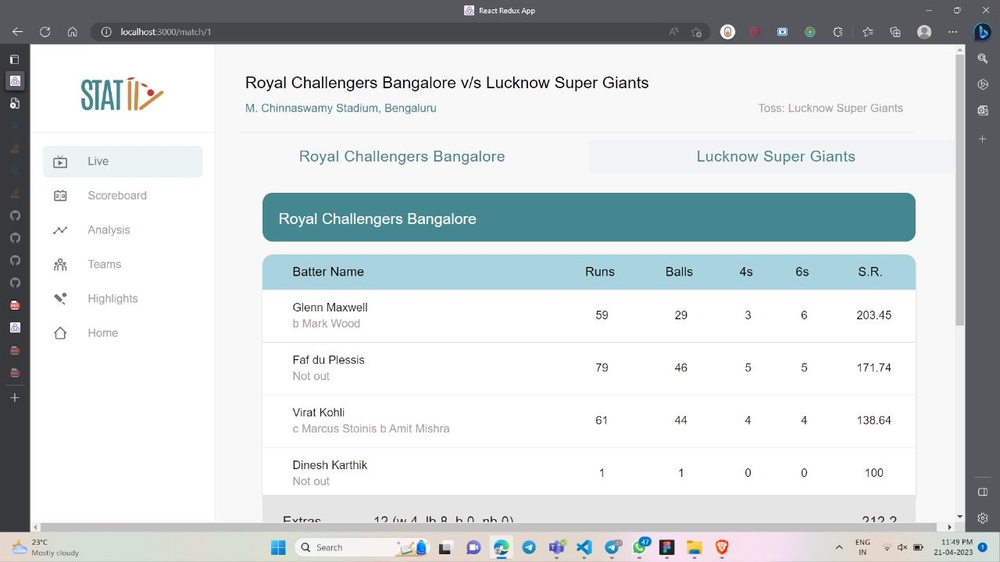 React Redux App
localhost:3000/match/1
STAT
Royal Challengers Bangalore v/s Lucknow Super Giants
M. Chinnaswamy Stadium, Bengaluru
Toss: Lucknow Super Giants
Live
Scoreboard
Analysis
Teams
Highlights
Home
Royal Challengers Bangalore
Lucknow Super Giants
Royal Challengers Bangalore
Batter Name Runs Balls 4s 6s S.R.
Glenn Maxwell 59 29 3 6 203.45
b Mark Wood
Faf du Plessis 79 46 5 5 171.74
Not out
Virat Kohli 61 44 4 4 138.64
c Marcus Stoinis b Amit Mishra
Dinesh Karthik 1 1 0 0 100
Not out
Extras 12 (w 4, lb 8, b 0, nb 0) 212.2
23°C
Mostly cloudy
Search
47
ENG
IN
11:49 PM
21-04-2023
1